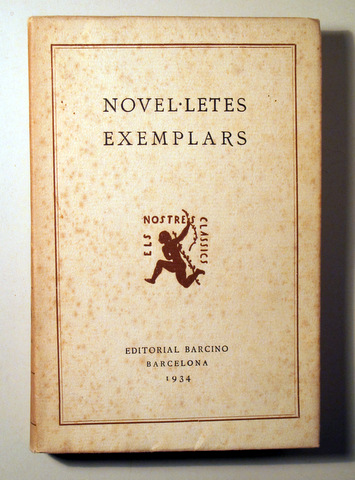 NOVEL·LETES
EXEMPLARS
ELS NOSTRES CLÀSSICS
EDITORIAL BARCINO
BARCELONA
1934